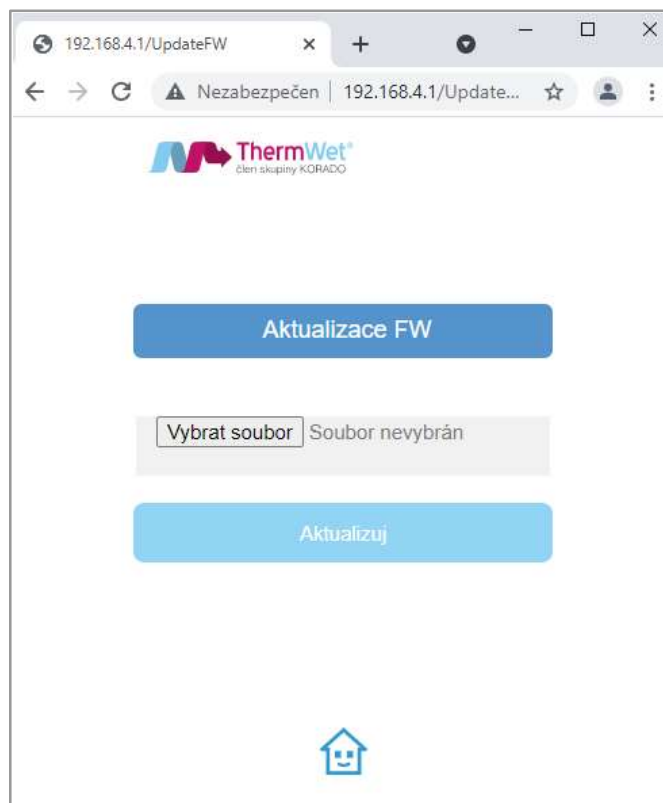 192.168.4.1/UpdateFW
Nezabezpečen 192.168.4.1/Update...
ThermWet®
člen skupiny KORADO
Aktualizace FW
Vybrat soubor Soubor nevybrán
Aktualizuj